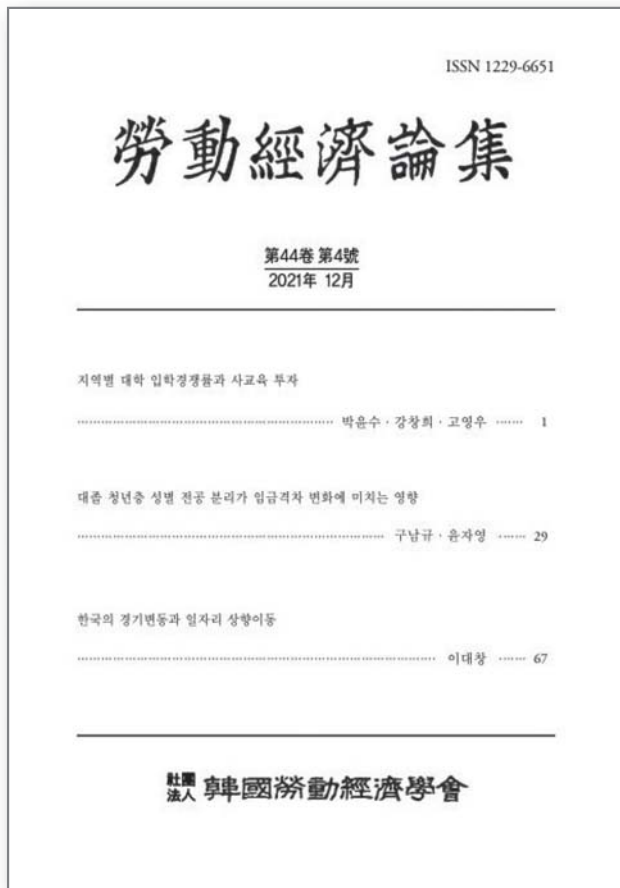 ISSN 1229-6651
勞動經濟論集
第44卷 第4號
2021年 12月
지역별 대학 입학경쟁률과 사교육 투자
박윤수 · 강창희 · 고영우 1
대졸 청년층 성별 전공 분리가 임금격차 변화에 미치는 영향
구남규 · 윤자영 29
한국의 경기변동과 일자리 상향이동
이대창 67
社團
法人 韓國勞動經濟學會